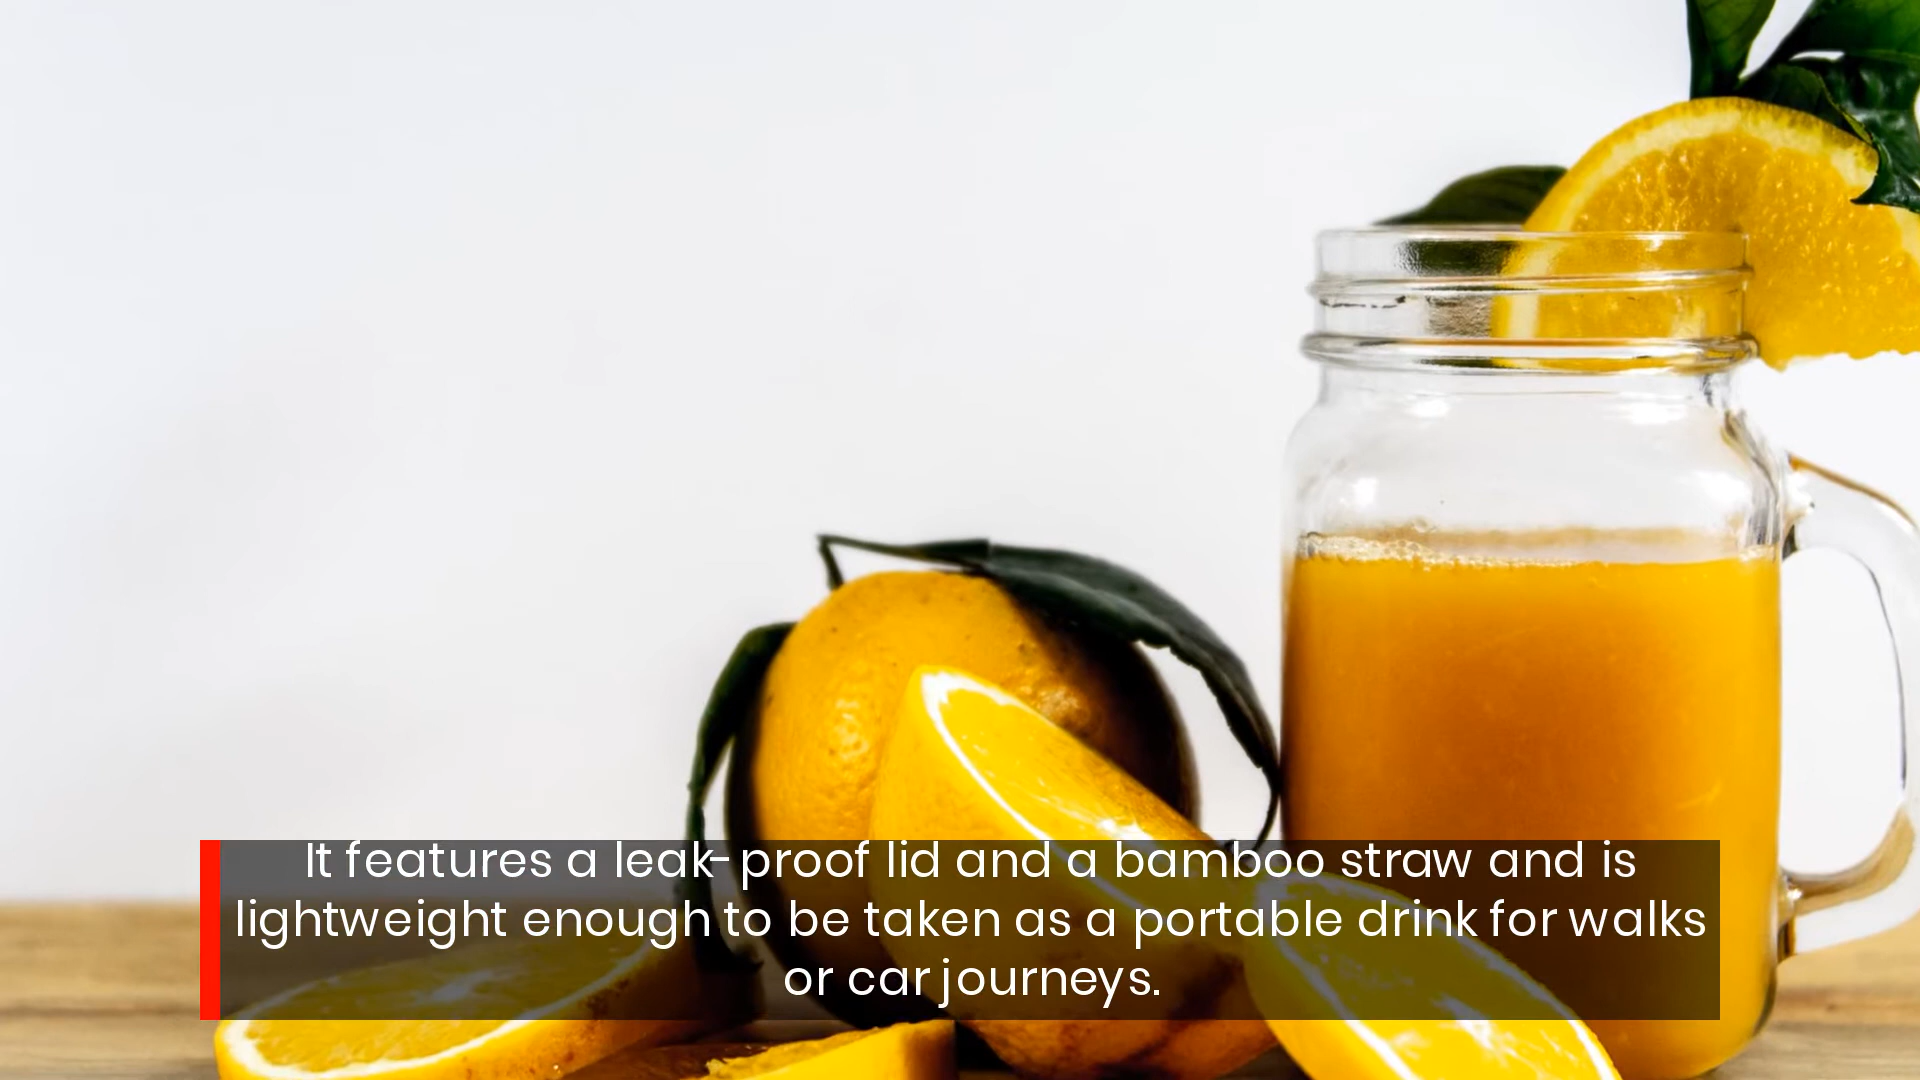 It features a leak-proof lid and a bamboo straw and is
lightweight enough to be taken as a portable drink for walks
or car journeys.